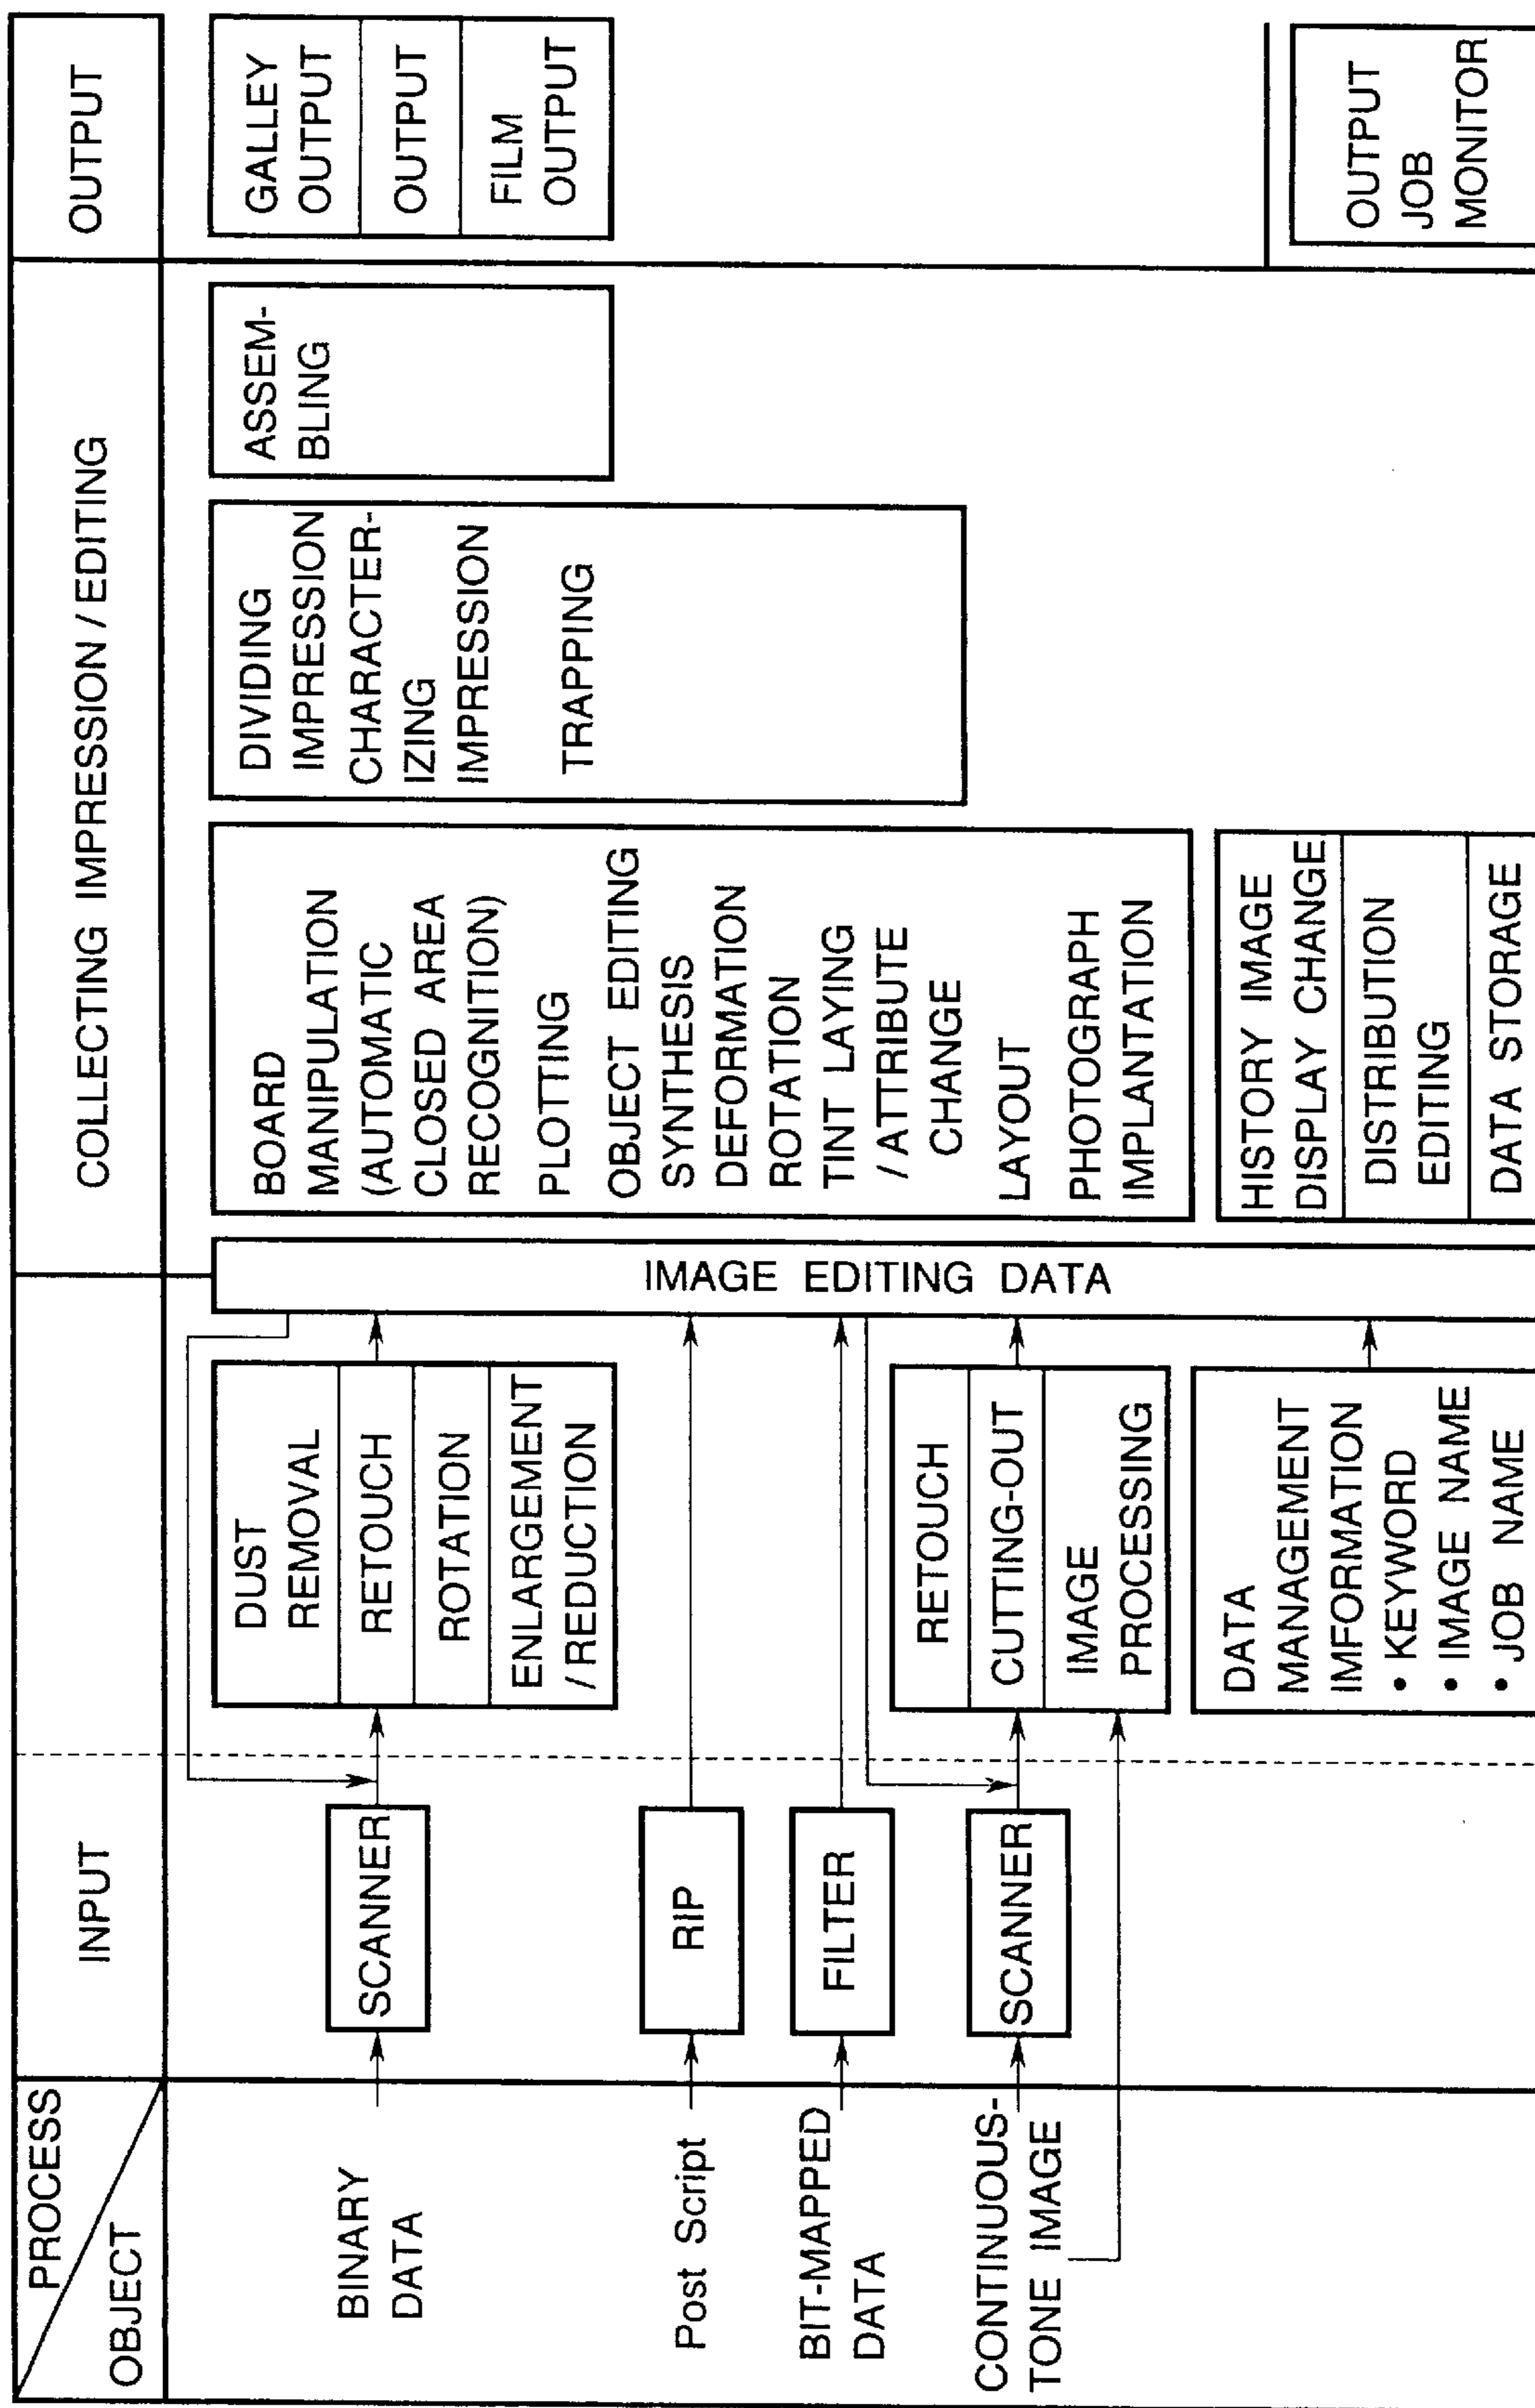 PROCESS
OBJECT
INPUT
COLLECTING IMPRESSION / EDITING
OUTPUT
BINARY
DATA
Post Script
BIT-MAPPED
DATA
CONTINUOUS-
TONE IMAGE
SCANNER
RIP
FILTER
SCANNER
DUST
REMOVAL
RETOUCH
ROTATION
ENLARGEMENT
/ REDUCTION
RETOUCH
CUTTING-OUT
IMAGE
PROCESSING
DATA
MANAGEMENT
IMFORMATION
• KEYWORD
• IMAGE NAME
• JOB NAME
IMAGE EDITING DATA
BOARD
MANIPULATION
(AUTOMATIC
CLOSED AREA
RECOGNITION)
PLOTTING
OBJECT EDITING
SYNTHESIS
DEFORMATION
ROTATION
TINT LAYING
/ ATTRIBUTE
CHANGE
LAYOUT
PHOTOGRAPH
IMPLANTATION
HISTORY IMAGE
DISPLAY CHANGE
DISTRIBUTION
EDITING
DATA STORAGE
DIVIDING
IMPRESSION
CHARACTER-
IZING
IMPRESSION
TRAPPING
ASSEM-
BLING
GALLEY
OUTPUT
OUTPUT
FILM
OUTPUT
OUTPUT
JOB
MONITOR